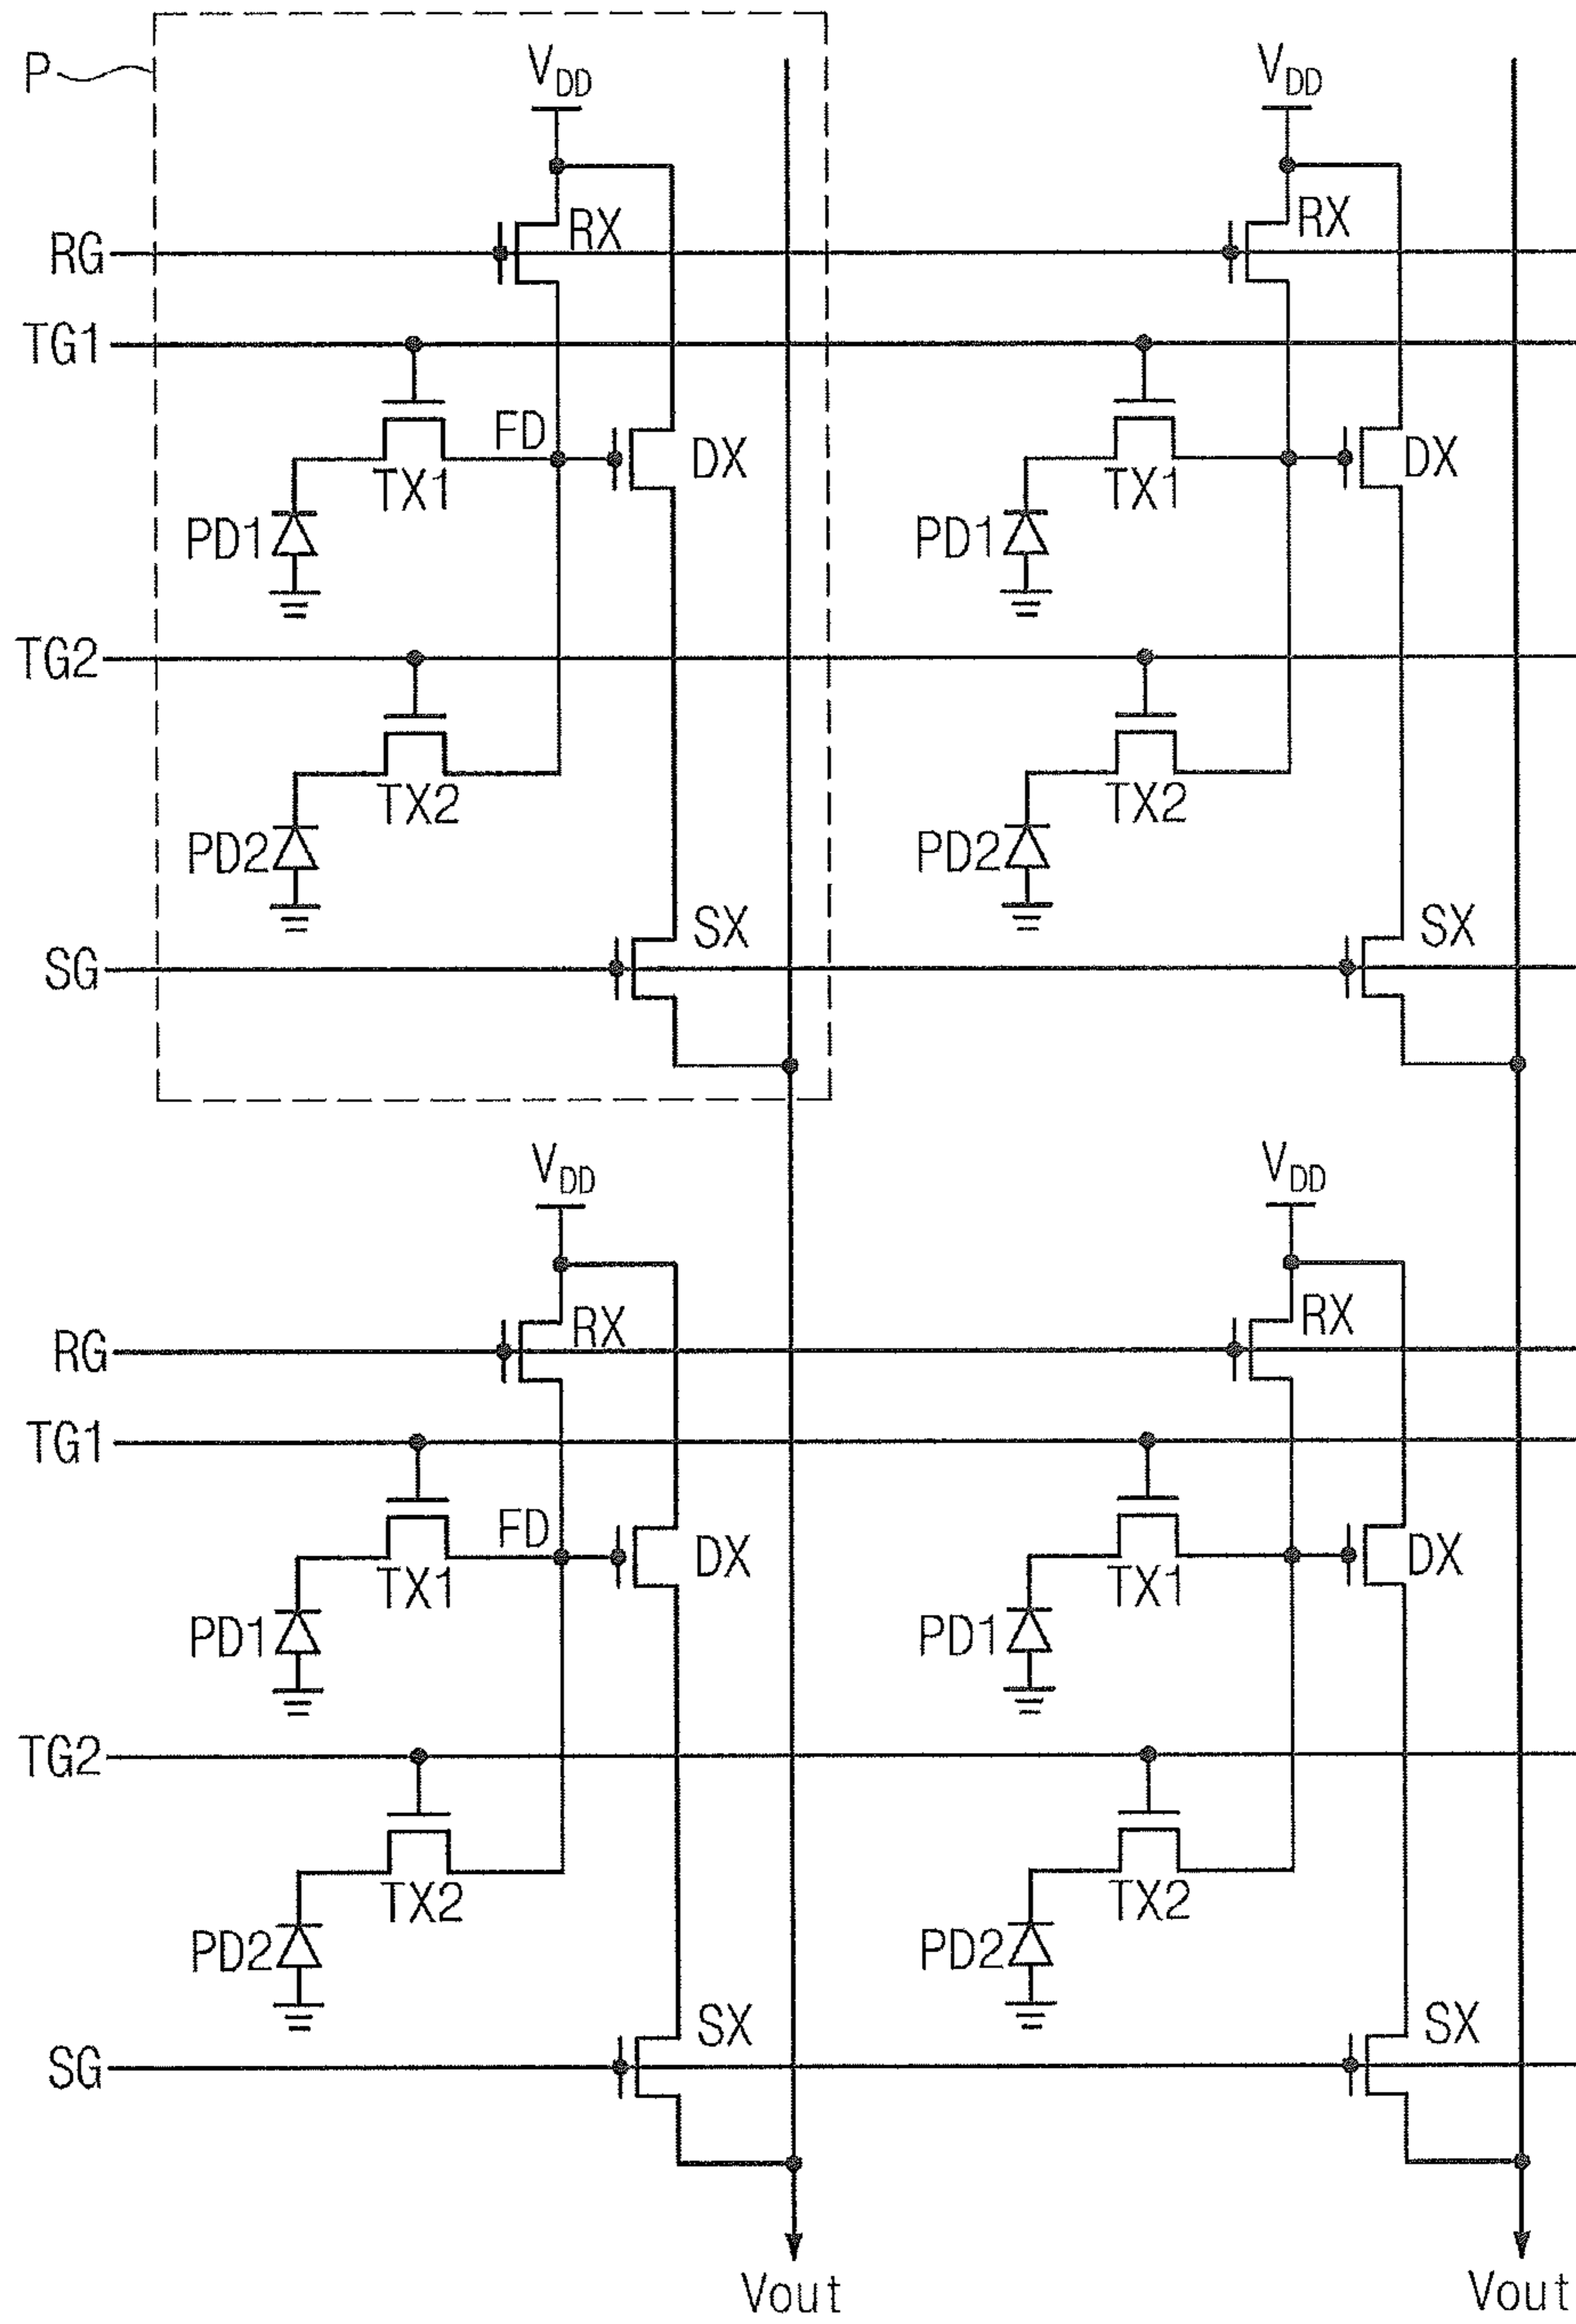 P
VDD VDD
RX RX
RG
TG1
FD
DX DX
TX1 TX1
PD1 PD1
TG2
TX2 TX2
PD2 PD2
SX SX
SG
VDD VDD
RX RX
RG
TG1
FD
DX DX
TX1 TX1
PD1 PD1
TG2
TX2 TX2
PD2 PD2
SX SX
SG
Vout Vout